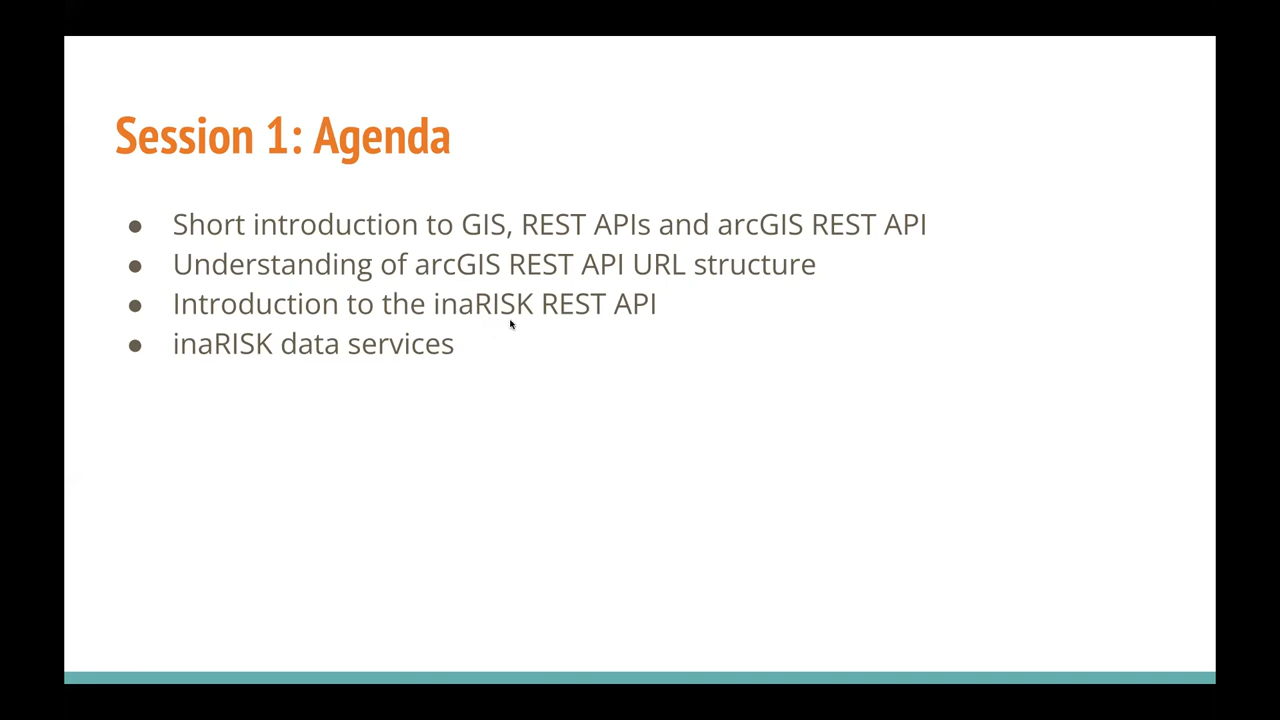 Session 1: Agenda
● Short introduction to GIS, REST APIs and arcGIS REST API
● Understanding of arcGIS REST API URL structure
● Introduction to the inaRISK REST API
● inaRISK data services